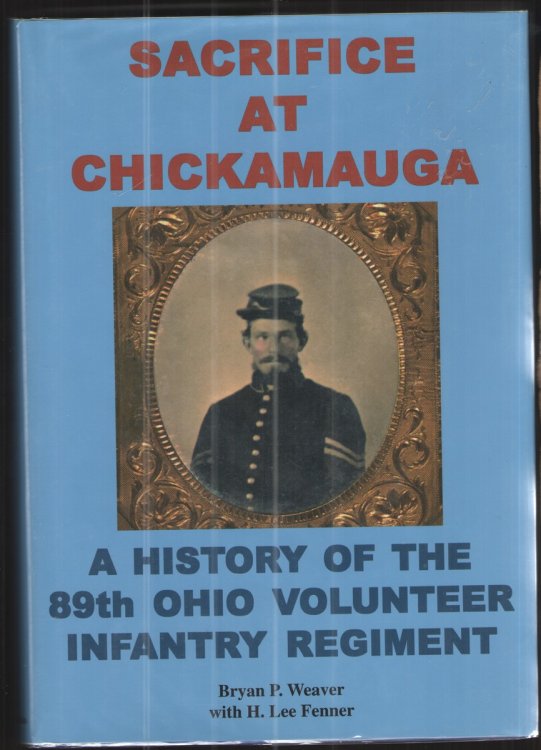 SACRIFICE
AT
CHICKAMAUGA
A HISTORY OF THE
89th OHIO VOLUNTEER
INFANTRY REGIMENT
Bryan P. Weaver
with H. Lee Fenner